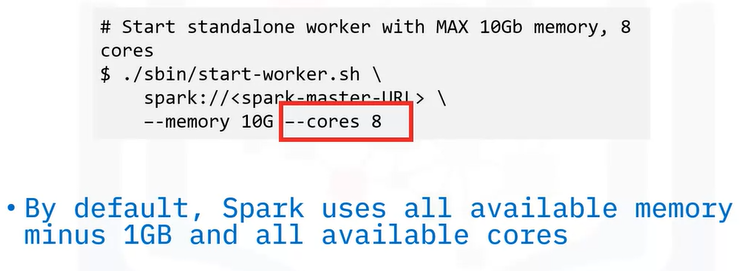 # Start standalone worker with MAX 10Gb memory, 8
cores
$ ./sbin/start-worker.sh \
spark://<spark-master-URL> \
--memory 10G --cores 8
• By default, Spark uses all available memory
minus 1GB and all available cores